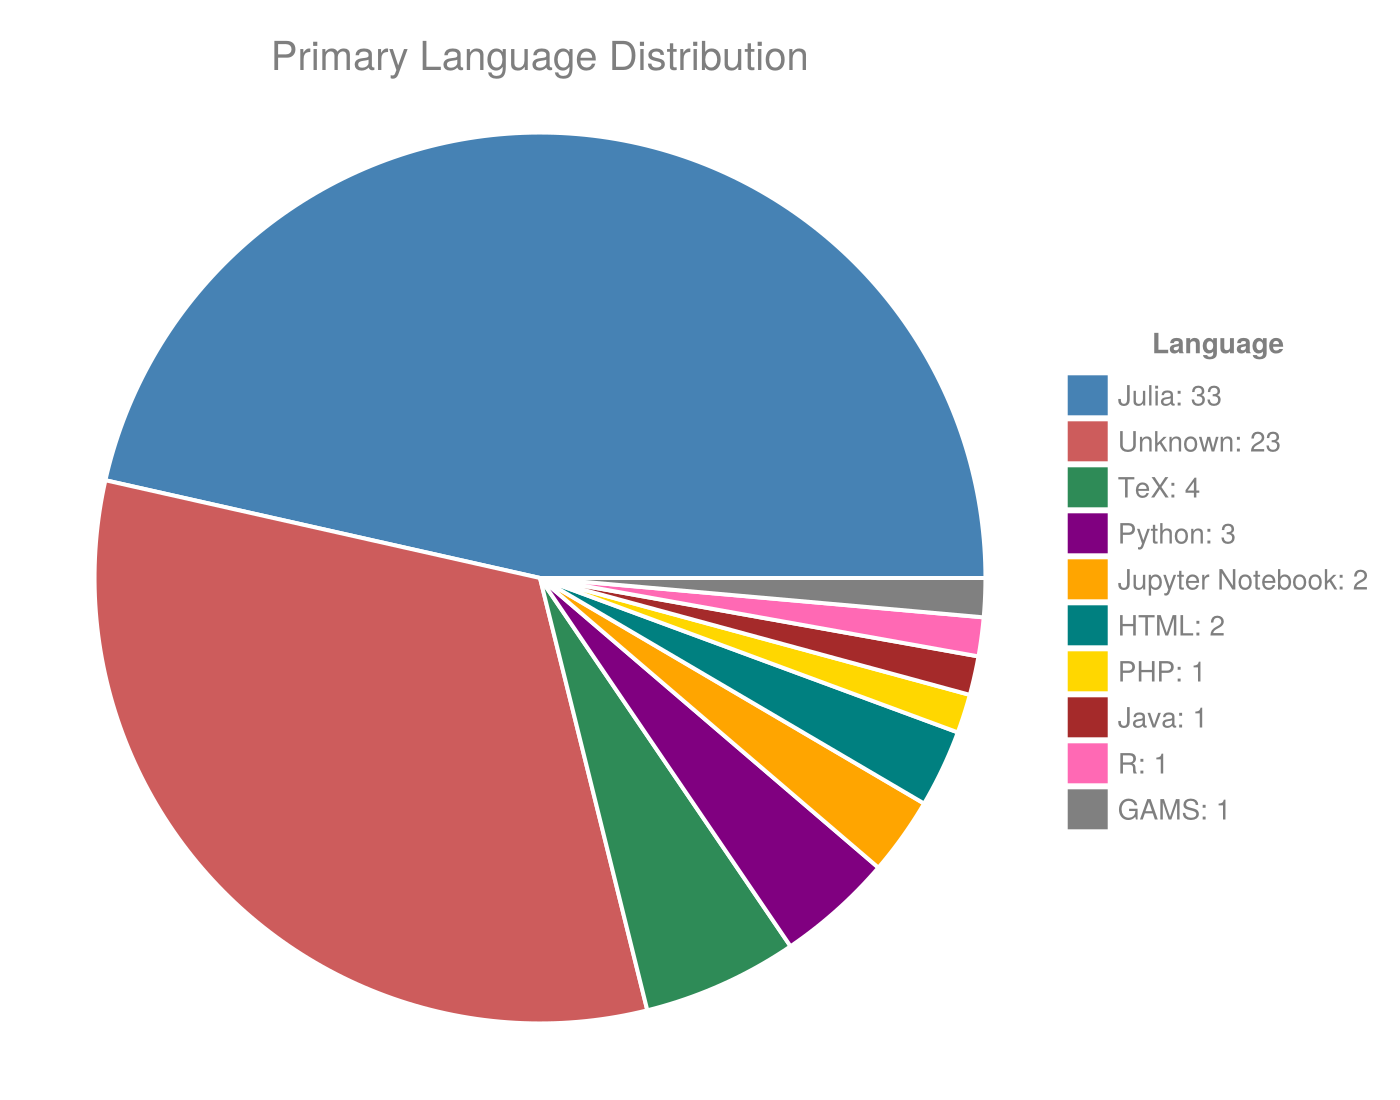 Primary Language Distribution
Language
Julia: 33
Unknown: 23
TeX: 4
Python: 3
Jupyter Notebook: 2
HTML: 2
PHP: 1
Java: 1
R: 1
GAMS: 1